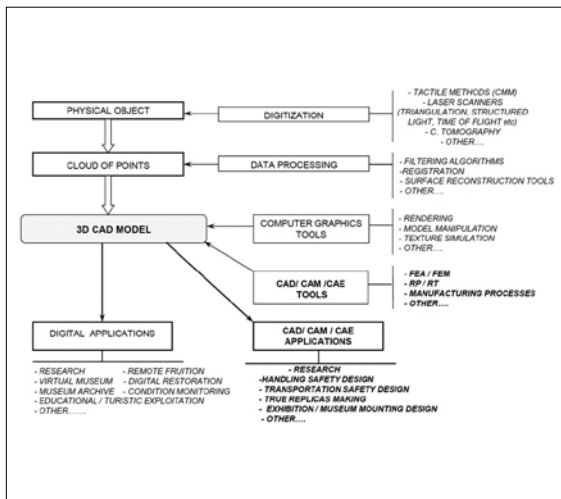 - TACTILE METHODS (CMM)
- LASER SCANNERS
(TRIANGULATION, STRUCTURED
LIGHT, TIME OF FLIGHT etc)
- C. TOMOGRAPHY
- OTHER....
PHYSICAL OBJECT
DIGITIZATION
CLOUD OF POINTS
DATA PROCESSING
- FILTERING ALGORITHMS
-REGISTRATION
- SURFACE RECONSTRUCTION TOOLS
- OTHER....
3D CAD MODEL
COMPUTER GRAPHICS
TOOLS
- RENDERING
- MODEL MANIPULATION
- TEXTURE SIMULATION
- OTHER....
CAD/ CAM /CAE
TOOLS
- FEA / FEM
- RP / RT
- MANUFACTURING PROCESSES
- OTHER....
DIGITAL APPLICATIONS
- RESEARCH - REMOTE FRUITION
- VIRTUAL MUSEUM - DIGITAL RESTORATION
- MUSEUM ARCHIVE - CONDITION MONITORING
- EDUCATIONAL / TURISTIC EXPLOITATION
- OTHER........
CAD/ CAM / CAE
APPLICATIONS
- RESEARCH
-HANDLING SAFETY DESIGN
- TRANSPORTATION SAFETY DESIGN
- TRUE REPLICAS MAKING
- EXHIBITION / MUSEUM MOUNTING DESIGN
- OTHER....